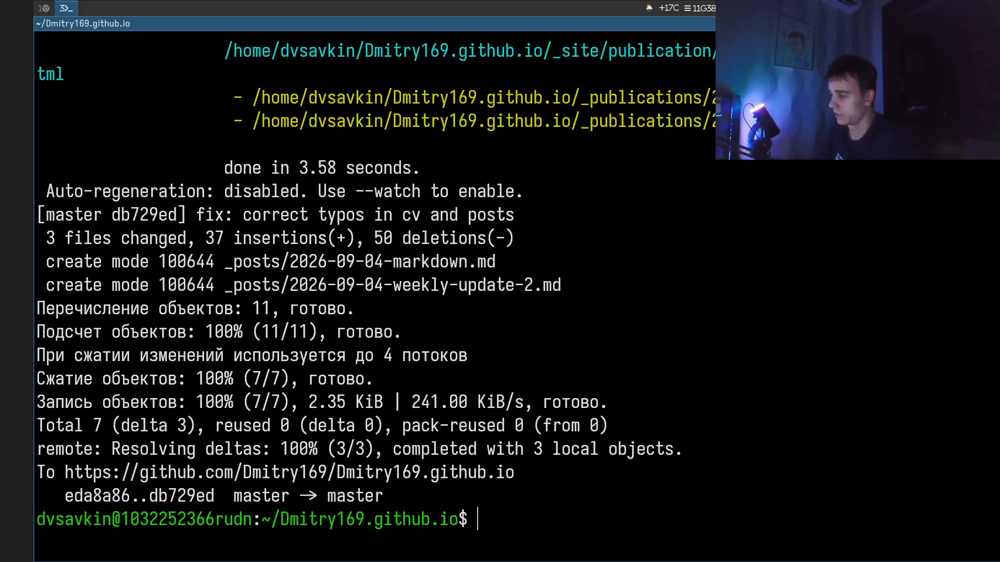 1
3
+17C
11G38
~/Dmitry169.github.io
/home/dvsavkin/Dmitry169.github.io/_site/publication/
tml
- /home/dvsavkin/Dmitry169.github.io/_publications/2
- /home/dvsavkin/Dmitry169.github.io/_publications/2
done in 3.58 seconds.
Auto-regeneration: disabled. Use --watch to enable.
[master db729ed] fix: correct typos in cv and posts
3 files changed, 37 insertions(+), 50 deletions(-)
create mode 100644 _posts/2026-09-04-markdown.md
create mode 100644 _posts/2026-09-04-weekly-update-2.md
Перечисление объектов: 11, готово.
Подсчет объектов: 100% (11/11), готово.
При сжатии изменений используется до 4 потоков
Сжатие объектов: 100% (7/7), готово.
Запись объектов: 100% (7/7), 2.35 KiB | 241.00 KiB/s, готово.
Total 7 (delta 3), reused 0 (delta 0), pack-reused 0 (from 0)
remote: Resolving deltas: 100% (3/3), completed with 3 local objects.
To https://github.com/Dmitry169/Dmitry169.github.io
eda8a86..db729ed  master -> master
dvsavkin@1032252366rudn:~/Dmitry169.github.io$